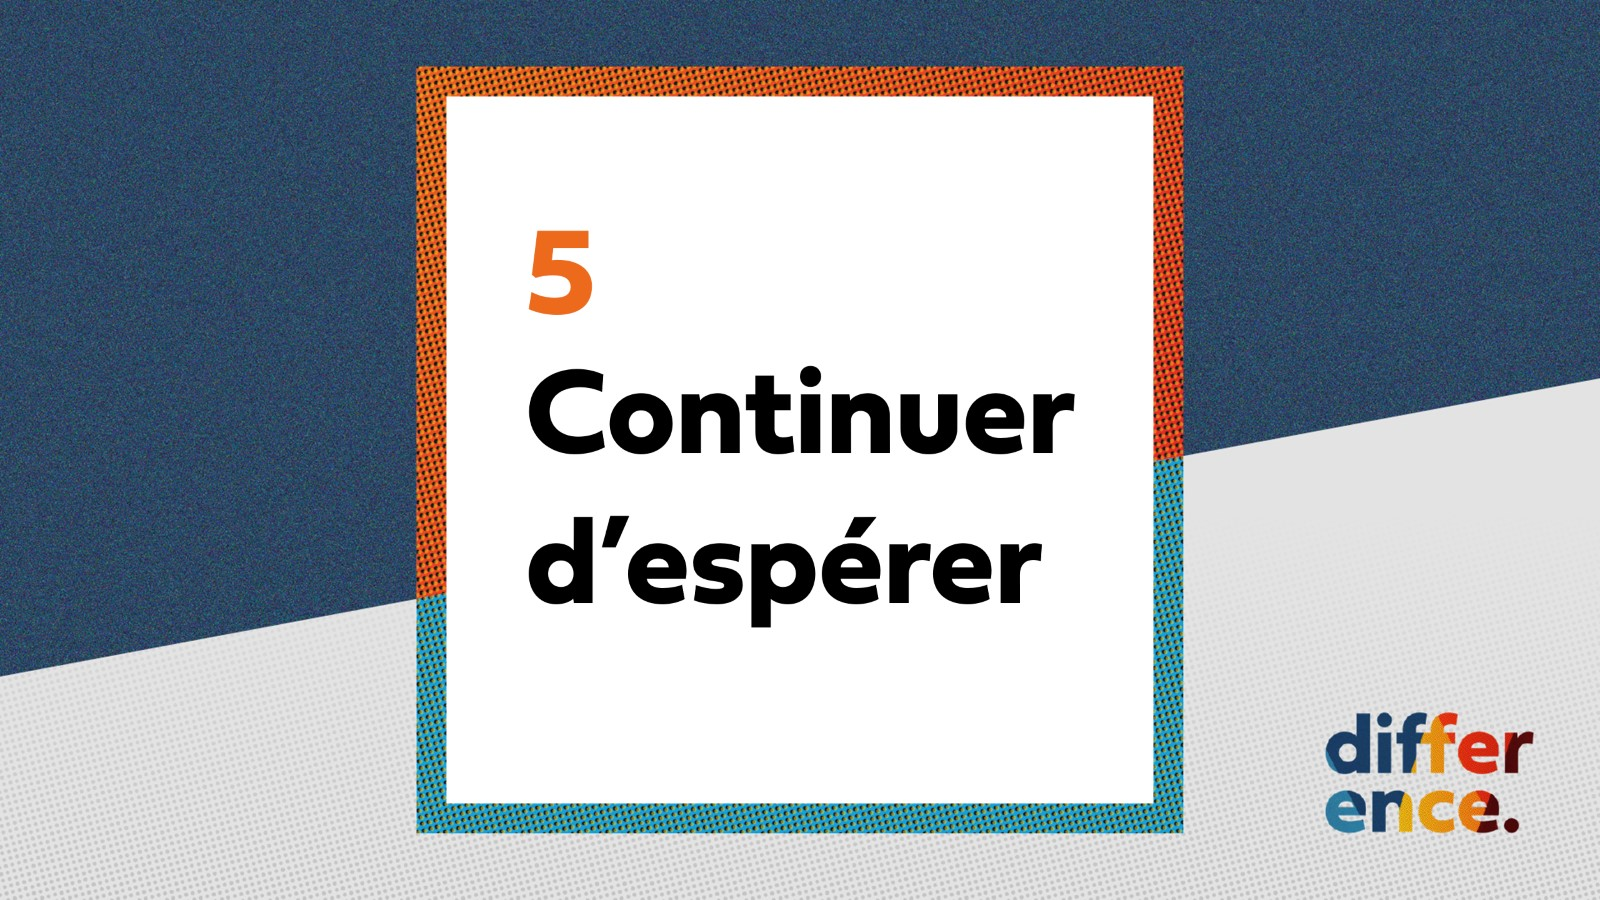 5
Continuer
d’espérer
differ
ence.